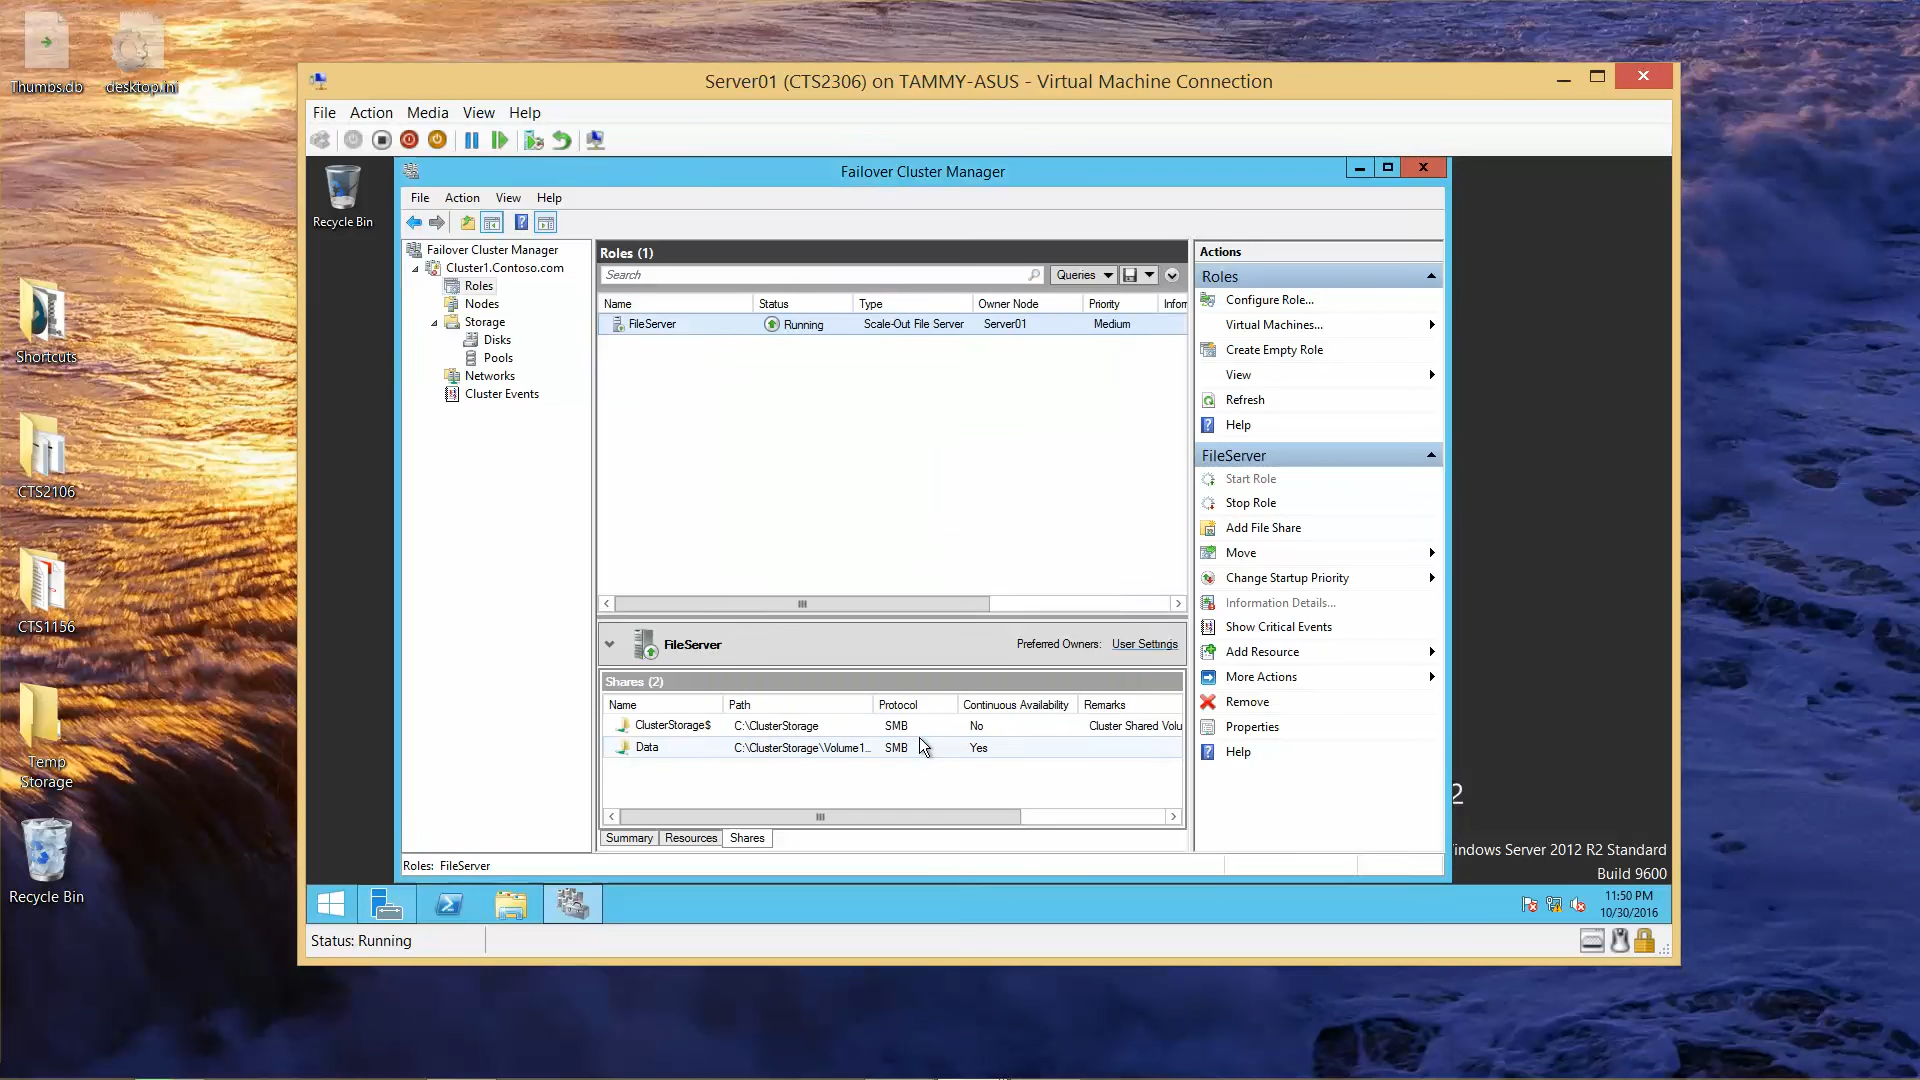 Thumbs.db
desktop.ini
Shortcuts
CTS2106
CTS1156
Temp
Storage
Recycle Bin
Server01 (CTS2306) on TAMMY-ASUS - Virtual Machine Connection
File Action Media View Help
Recycle Bin
Failover Cluster Manager
File Action View Help
Failover Cluster Manager
Cluster1.Contoso.com
Roles
Nodes
Storage
Disks
Pools
Networks
Cluster Events
Roles (1)
Search
Queries
Name Status Type Owner Node Priority Inforn
FileServer Running Scale-Out File Server Server01 Medium
FileServer
Preferred Owners: User Settings
Shares (2)
Name Path Protocol Continuous Availability Remarks
ClusterStorage$ C:\ClusterStorage SMB No Cluster Shared Volu
Data C:\ClusterStorage\Volume1... SMB Yes
Summary Resources Shares
Roles: FileServer
Actions
Roles
Configure Role...
Virtual Machines...
Create Empty Role
View
Refresh
Help
FileServer
Start Role
Stop Role
Add File Share
Move
Change Startup Priority
Information Details...
Show Critical Events
Add Resource
More Actions
Remove
Properties
Help
2
indows Server 2012 R2 Standard
Build 9600
11:50 PM
10/30/2016
Status: Running